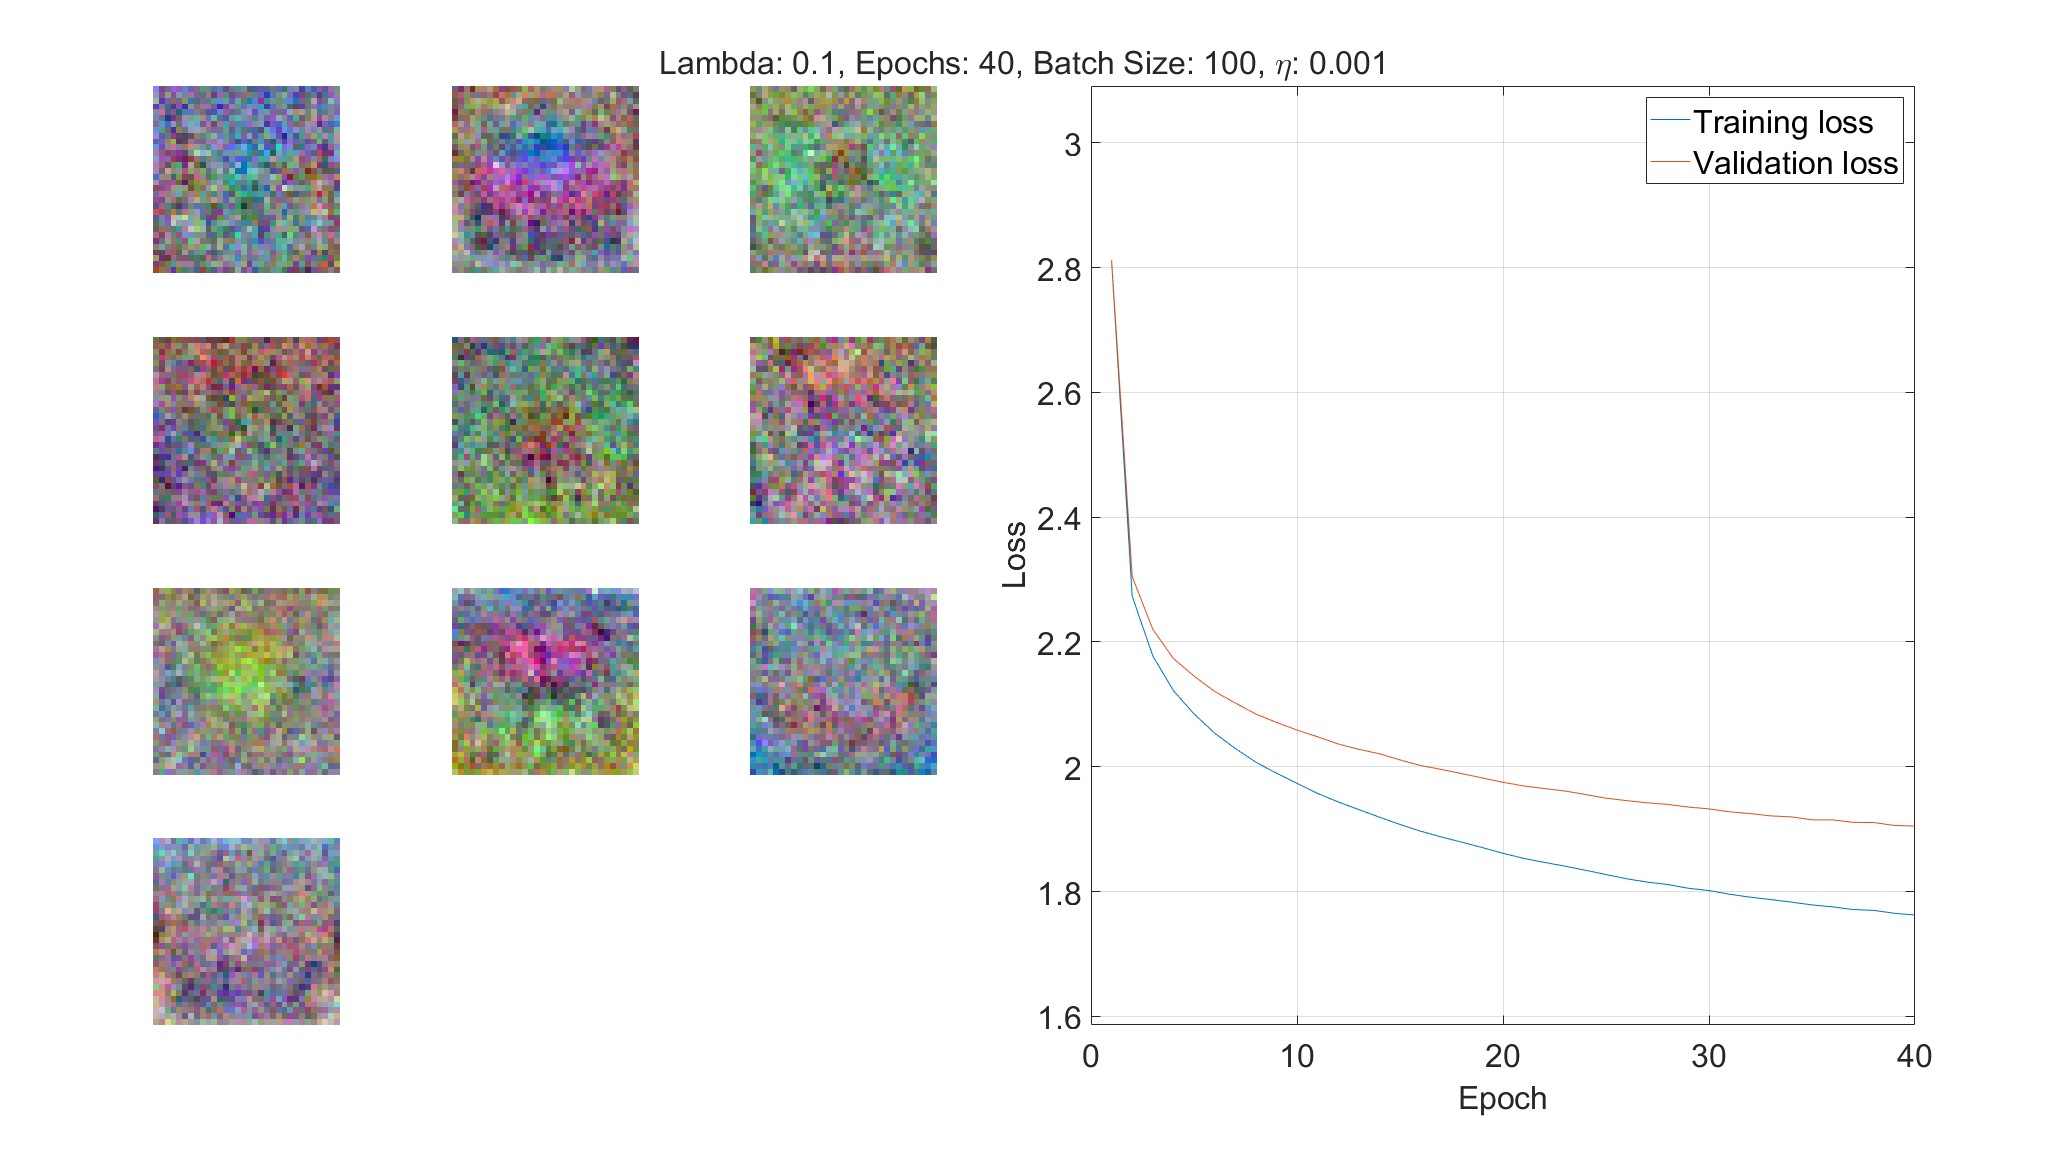 Lambda: 0.1, Epochs: 40, Batch Size: 100, η: 0.001
Training loss
Validation loss
3
2.8
2.6
2.4
2.2
2
1.8
1.6
Loss
0 10 20 30 40
Epoch